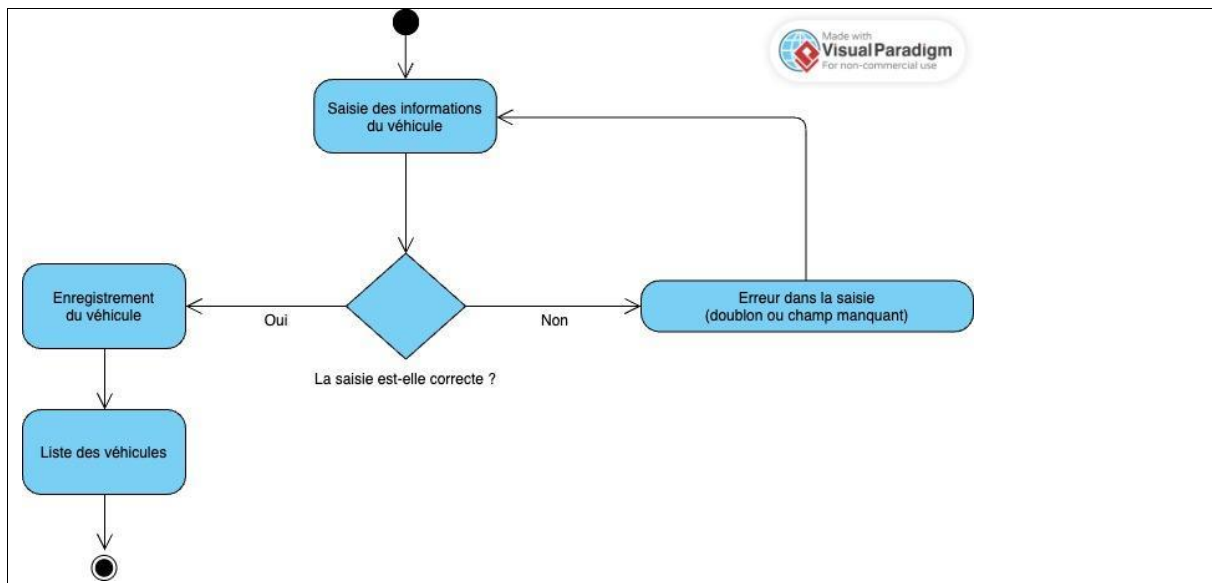 Made with
Visual Paradigm
For non-commercial use
Saisie des informations
du véhicule
Enregistrement
du véhicule
Oui
Non
Erreur dans la saisie
(doublon ou champ manquant)
La saisie est-elle correcte ?
Liste des véhicules